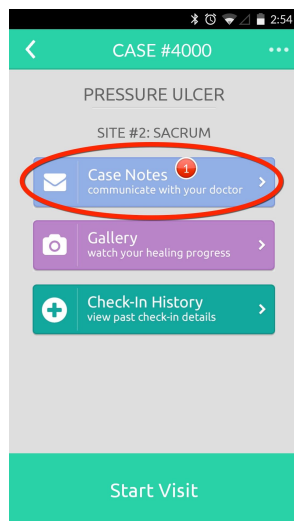 2:54
CASE #4000
PRESSURE ULCER
SITE #2: SACRUM
Case Notes 1
communicate with your doctor
Gallery
watch your healing progress
Check-In History
view past check-in details
Start Visit